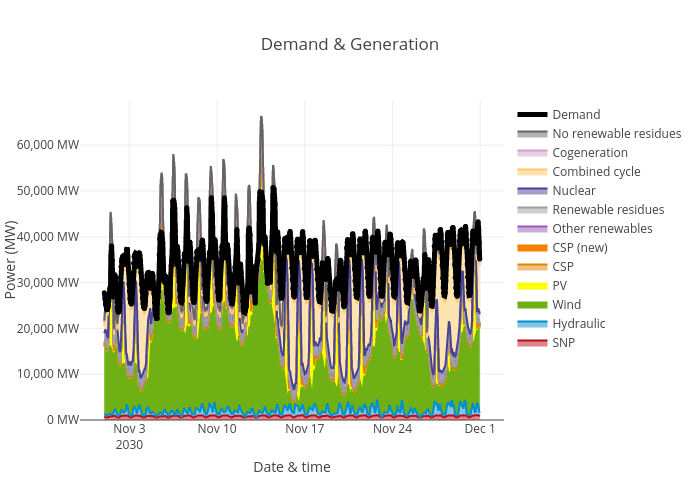 Demand & Generation
Power (MW)
60,000 MW
50,000 MW
40,000 MW
30,000 MW
20,000 MW
10,000 MW
0 MW
Nov 3
2030
Nov 10
Nov 17
Nov 24
Dec 1
Date & time
Demand
No renewable residues
Cogeneration
Combined cycle
Nuclear
Renewable residues
Other renewables
CSP (new)
CSP
PV
Wind
Hydraulic
SNP